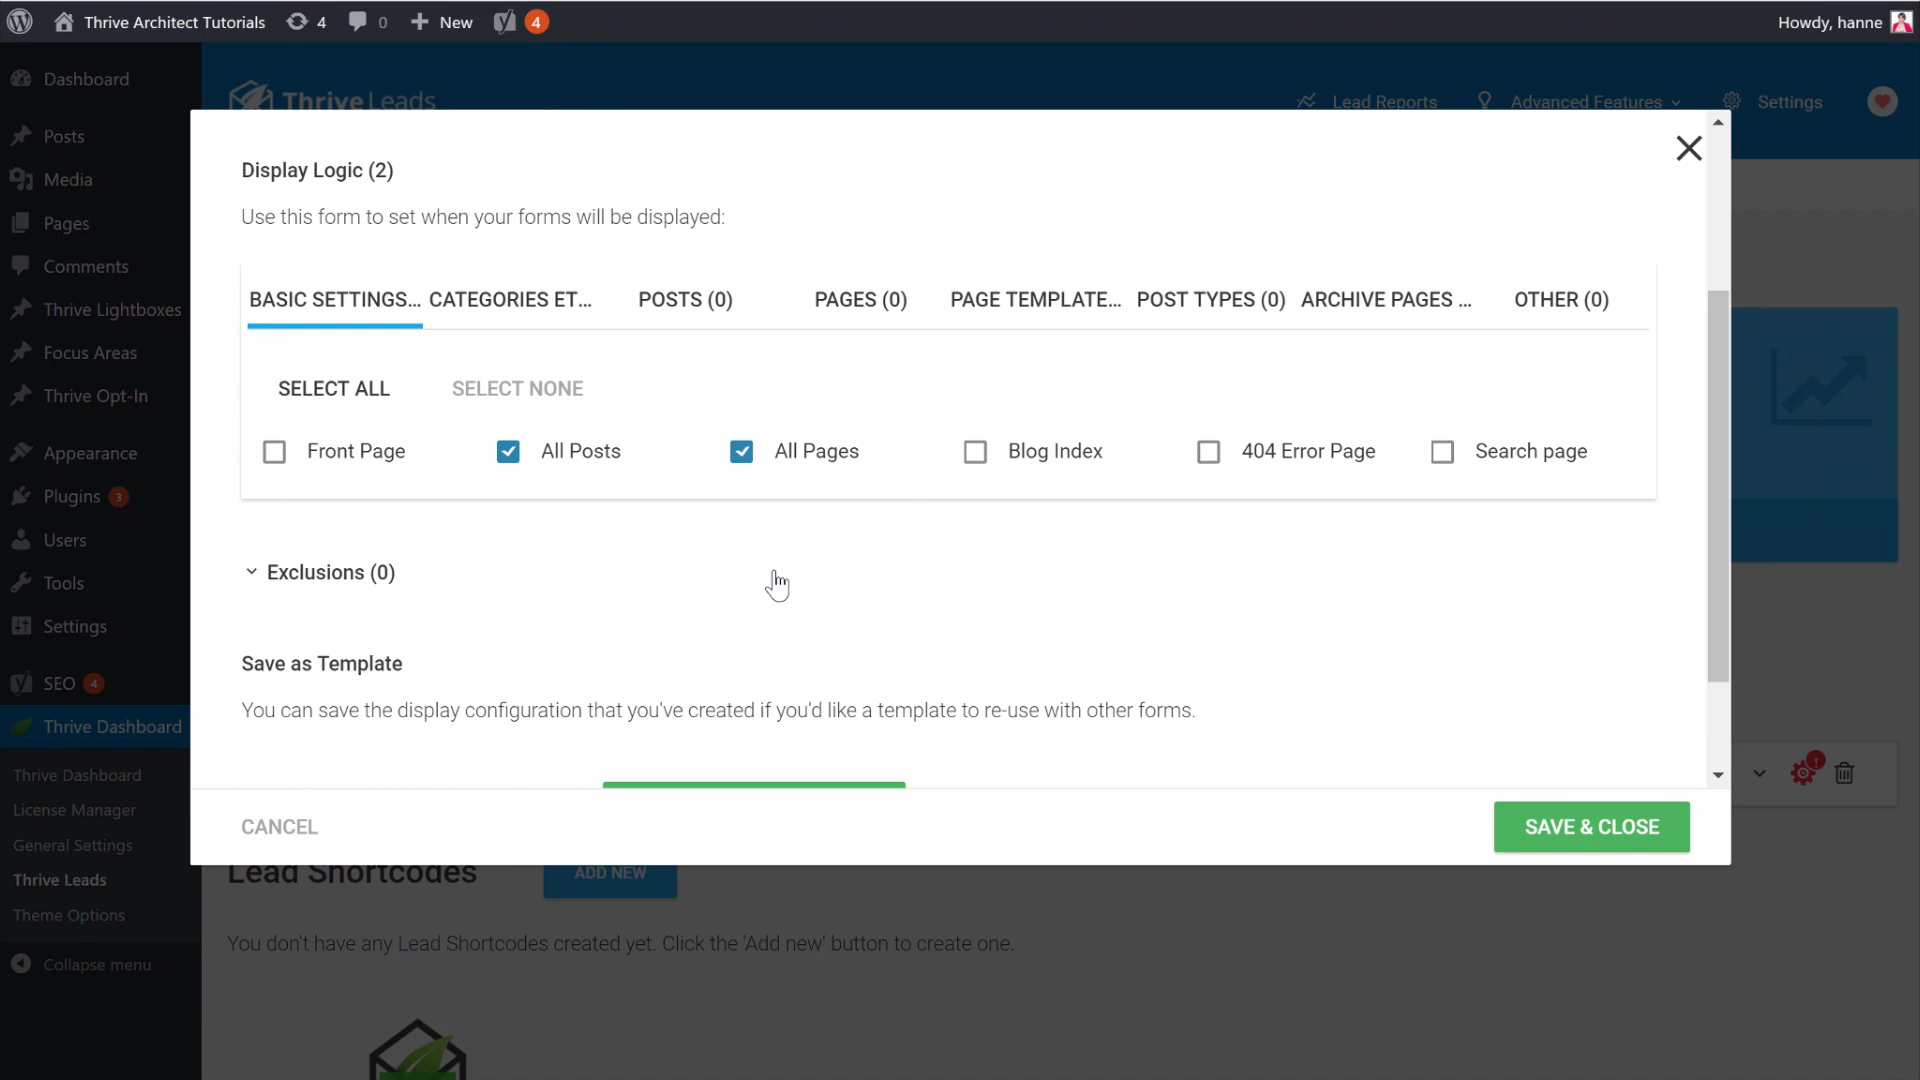 Thrive Architect Tutorials 4 0 New 4 Howdy, hanne
Dashboard
Posts
Media
Pages
Comments
Thrive Lightboxes
Focus Areas
Thrive Opt-In
Appearance
Plugins 3
Users
Tools
Settings
SEO 4
Thrive Dashboard
Thrive Dashboard
License Manager
General Settings
Thrive Leads
Theme Options
Collapse menu
Thrive Leads Lead Reports Advanced Features Settings
Display Logic (2)
Use this form to set when your forms will be displayed:
BASIC SETTINGS... CATEGORIES ET... POSTS (0) PAGES (0) PAGE TEMPLATE... POST TYPES (0) ARCHIVE PAGES ... OTHER (0)
SELECT ALL SELECT NONE
Front Page All Posts All Pages Blog Index 404 Error Page Search page
Exclusions (0)
Save as Template
You can save the display configuration that you've created if you'd like a template to re-use with other forms.
!
CANCEL SAVE & CLOSE
Lead Shortcodes ADD NEW
You don't have any Lead Shortcodes created yet. Click the 'Add new' button to create one.